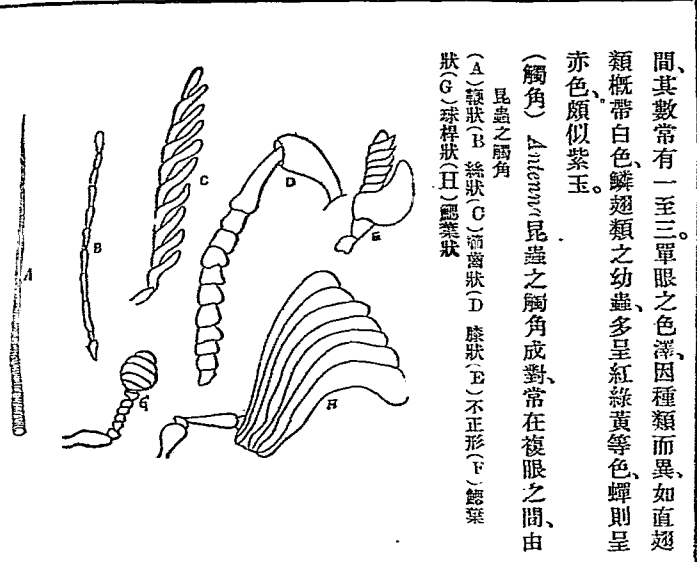 間、其數常有一至三。單眼之色澤、因種類而異、如直翅
類概帶白色、鱗翅類之幼蟲、多呈紅綠黃等色、蟬則呈
赤色、頗似紫玉。
(觸角) Antennæ 昆蟲之觸角成對、常在複眼之間、由
昆蟲之觸角
(A)鞭狀(B 絲狀(C)櫛齒狀(D 膝狀(E)不正形(F)鰓葉
狀(G)球桿狀(H)鰓葉狀
A
B
C
D
E
G
H